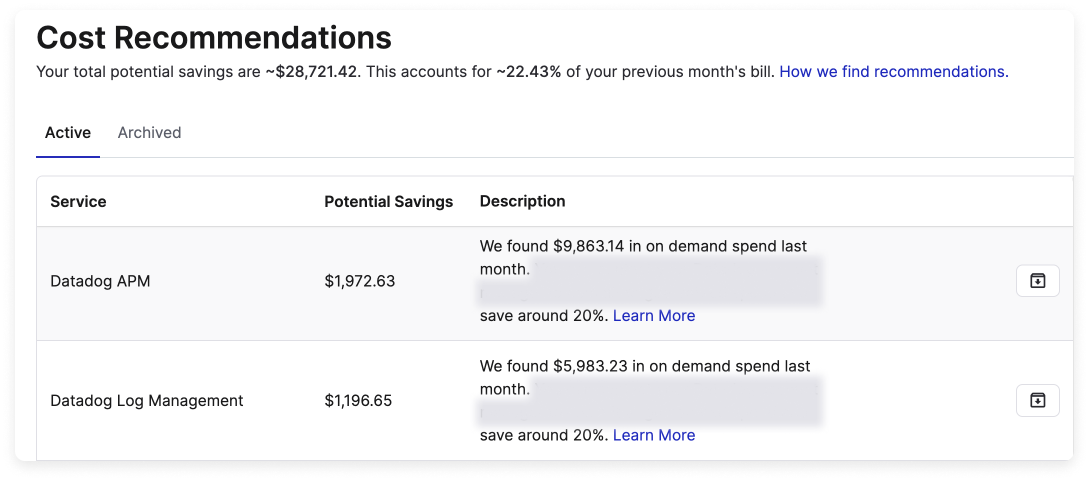 Cost Recommendations
Your total potential savings are ~$28,721.42. This accounts for ~22.43% of your previous month's bill. How we find recommendations.
Active Archived
Service Potential Savings Description
We found $9,863.14 in on demand spend last
month.
Datadog APM $1,972.63
save around 20%. Learn More
We found $5,983.23 in on demand spend last
month.
Datadog Log Management $1,196.65
save around 20%. Learn More